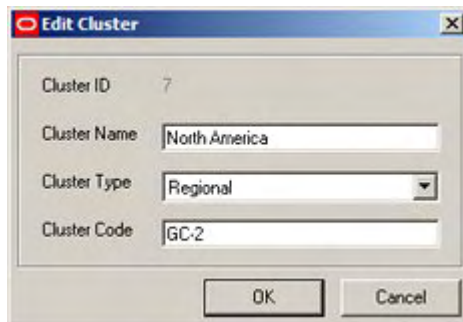 Edit Cluster
Cluster ID 7
Cluster Name North America
Cluster Type Regional
Cluster Code GC-2
OK Cancel